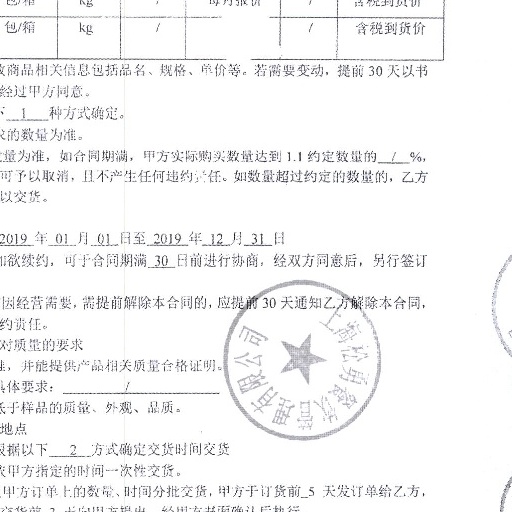 包/箱 kg / 每月报价 / 含税到货价
包/箱 kg / / 含税到货价
商品相关信息包括品名、规格、单价等。若需要变动，提前 30 天以书
经过甲方同意。
下 1 种方式确定。
求的数量为准。
量为准，如合同期满，甲方实际购买数量达到 1.1 约定数量的 / %，
可予以取消，且不产生任何违约责任。如数量超过约定的数量的，乙方
以交货。
2019 年 01 月 01 日至 2019 年 12 月 31 日
如欲续约，可于合同期满 30 日前进行协商，经双方同意后，另行签订
因经营需要，需提前解除本合同的，应提前 30 天通知乙方解除本合同，
约责任。
对质量的要求
准，并能提供产品相关质量合格证明。
具体要求： /
低于样品的质量、外观、品质。
地点
根据以下 2 方式确定交货时间交货
按甲方指定的时间一次性交货。
甲方订单上的数量、时间分批交货，甲方于订货前 5 天发订单给乙方，
上海 管理有限公司